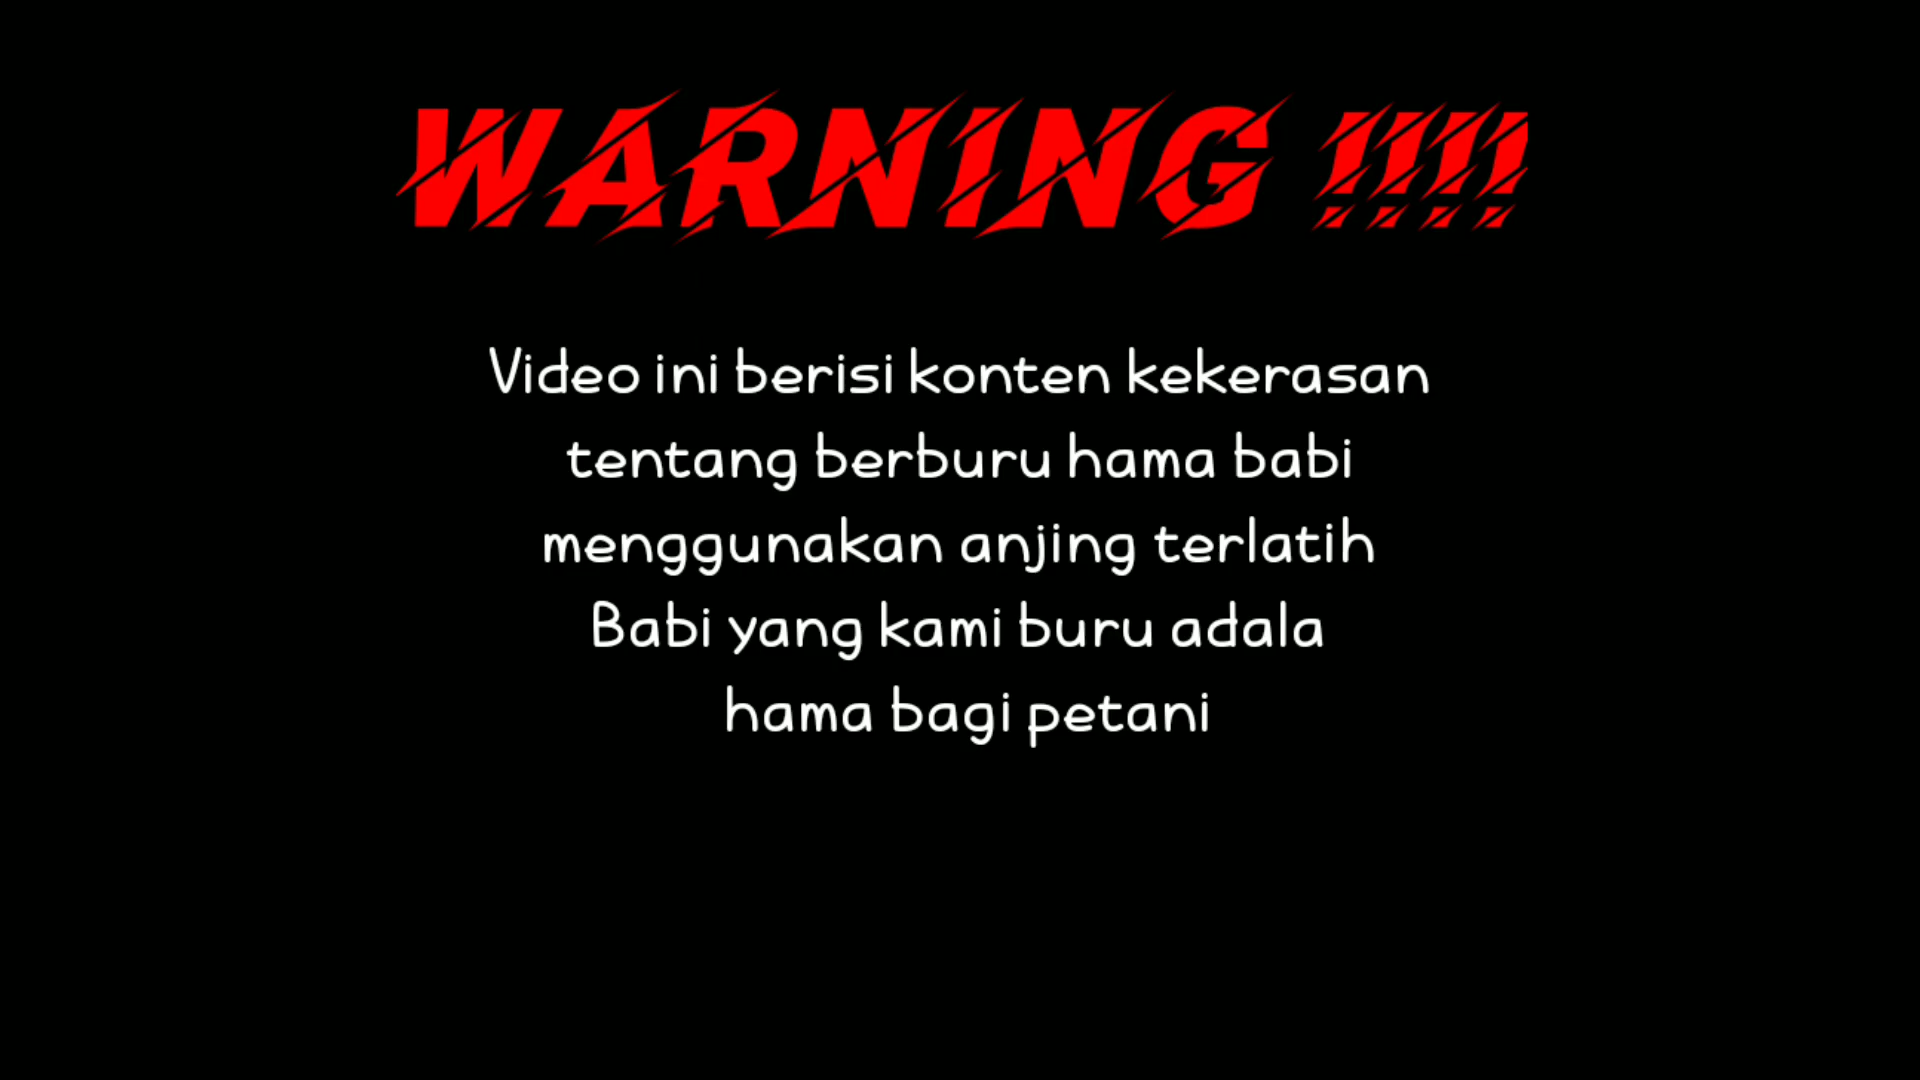 WARNING !!!!
Video ini berisi konten kekerasan
tentang berburu hama babi
menggunakan anjing terlatih
Babi yang kami buru adala
hama bagi petani